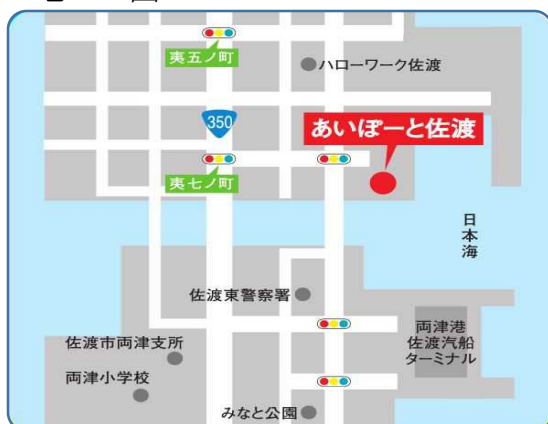 夷五ノ町
ハローワーク佐渡
350
あいぽーと佐渡
夷七ノ町
日本海
佐渡東警察署
佐渡市両津支所
両津小学校
両津港
佐渡汽船
ターミナル
みなと公園